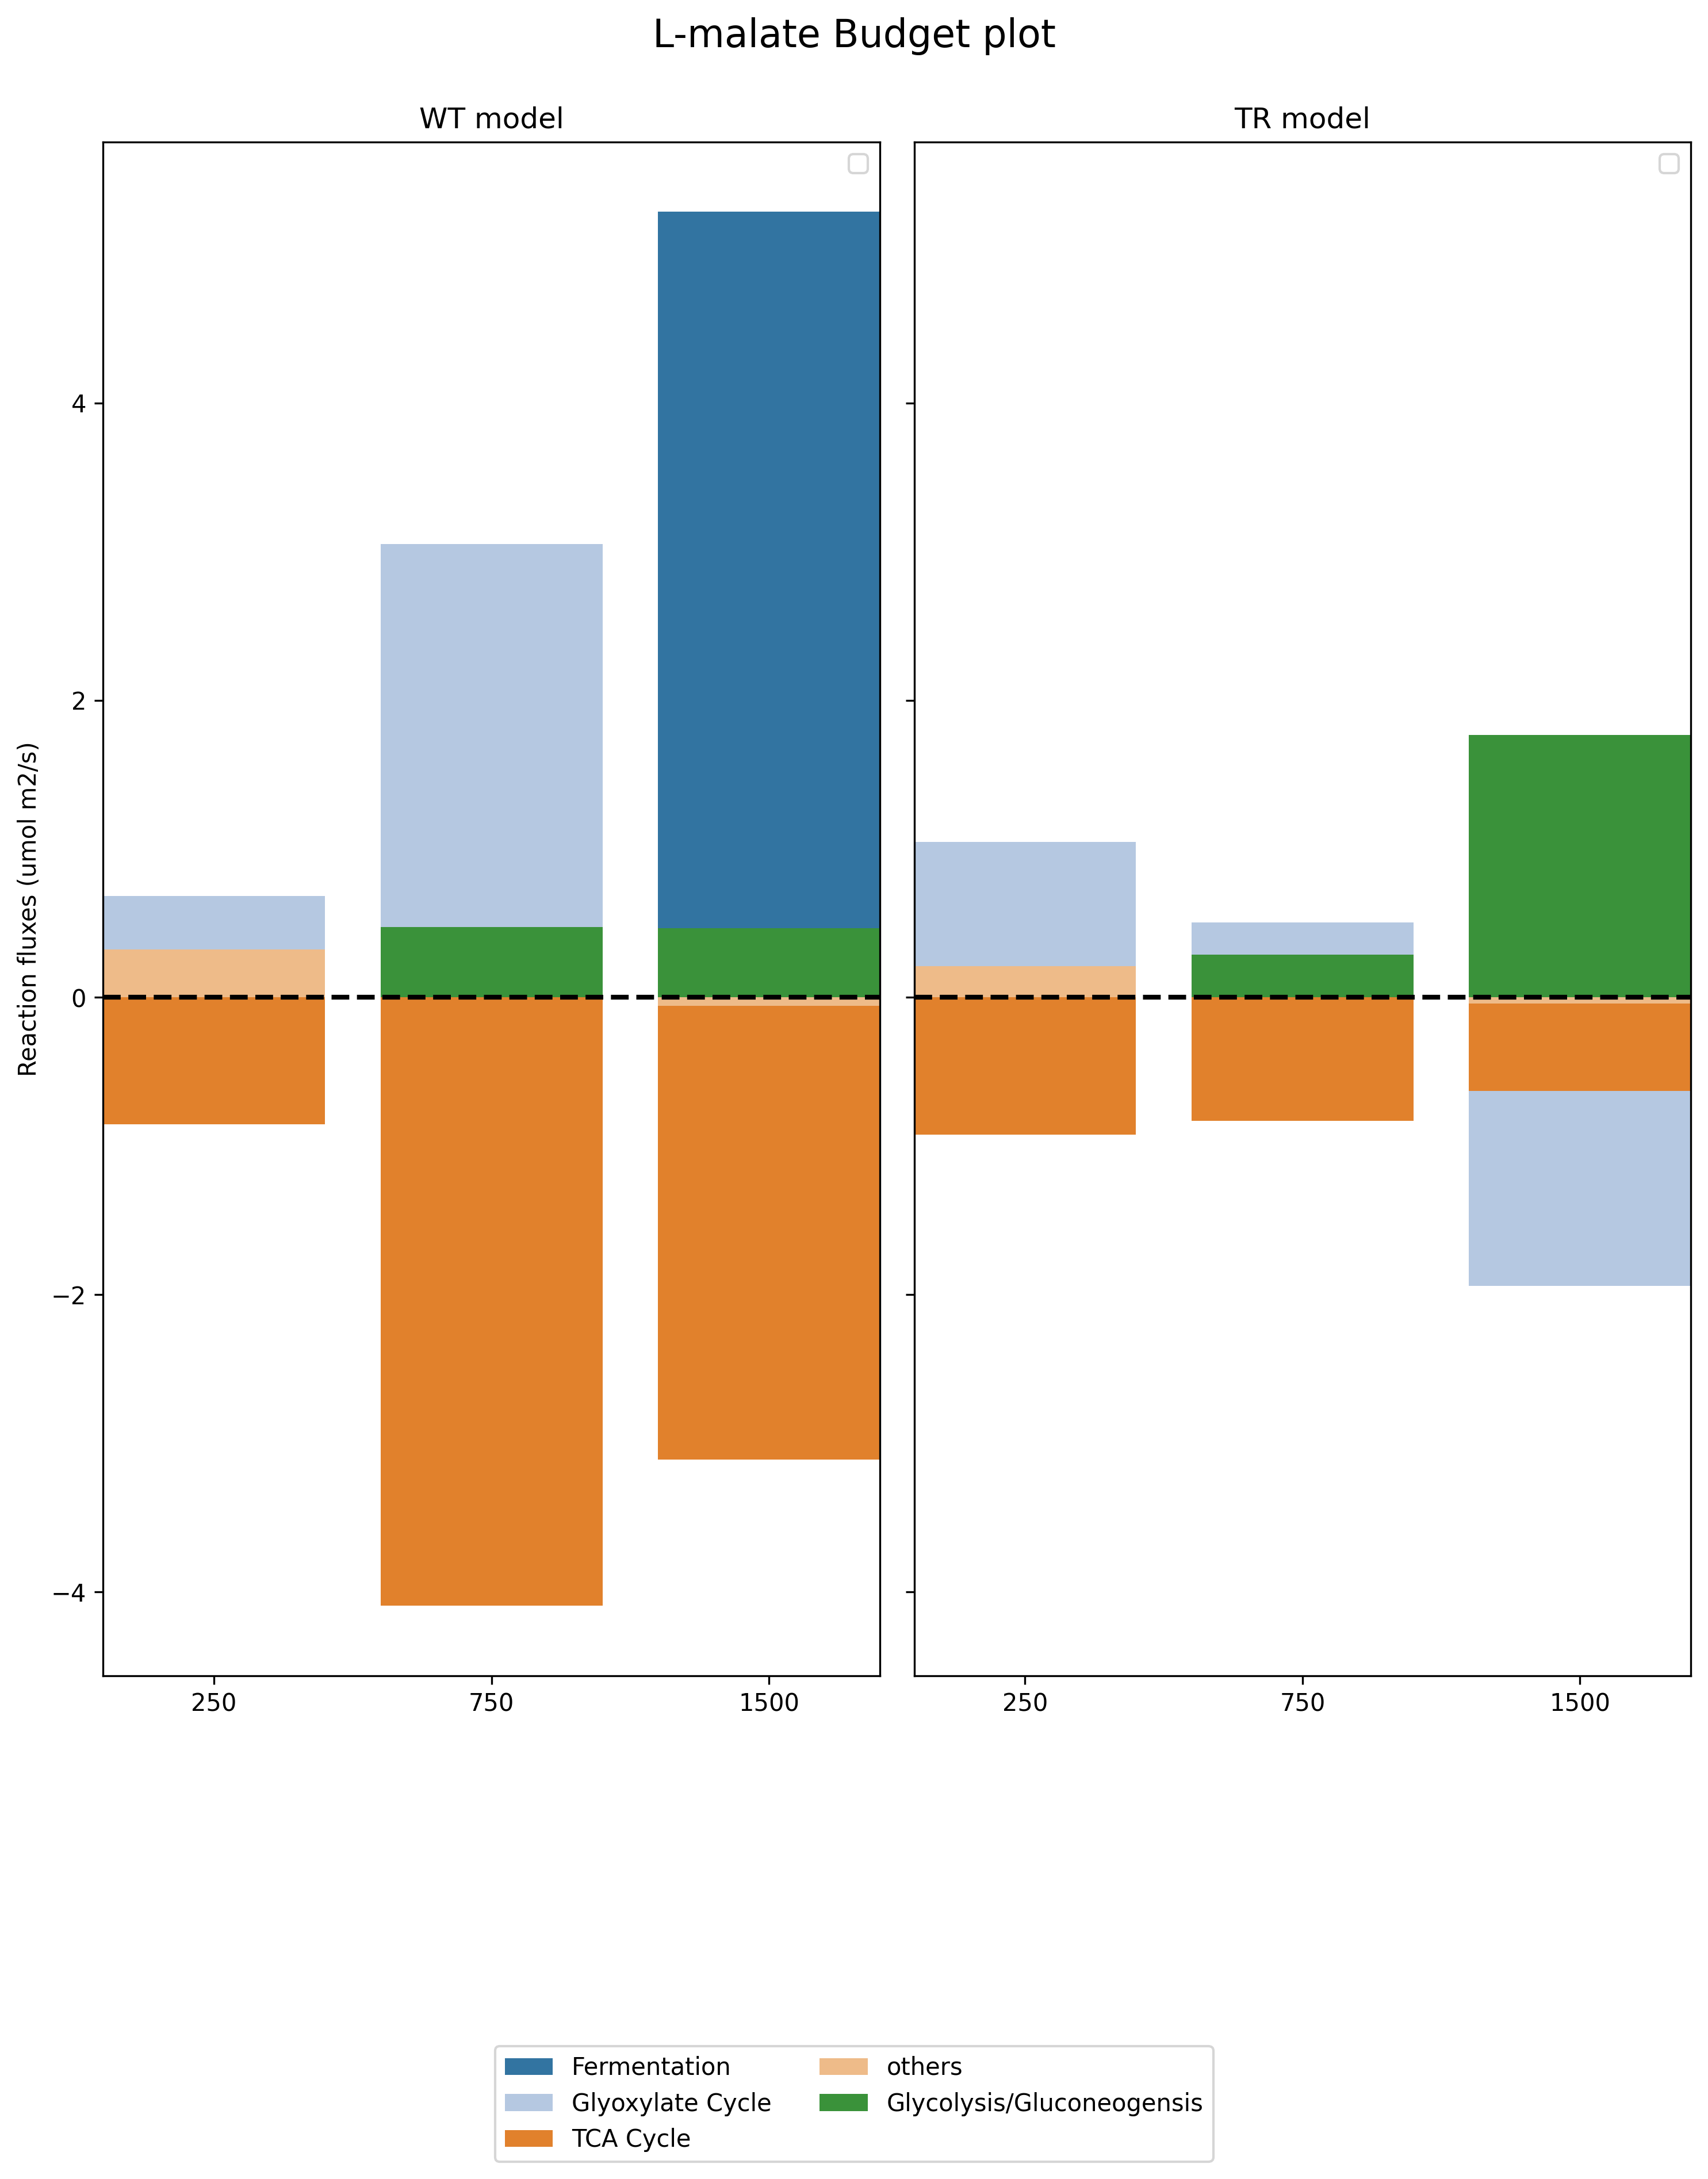 L-malate Budget plot
WT model
TR model
Reaction fluxes (umol m2/s)
4
2
0
−2
−4
250
750
1500
250
750
1500
Fermentation
Glyoxylate Cycle
TCA Cycle
others
Glycolysis/Gluconeogensis